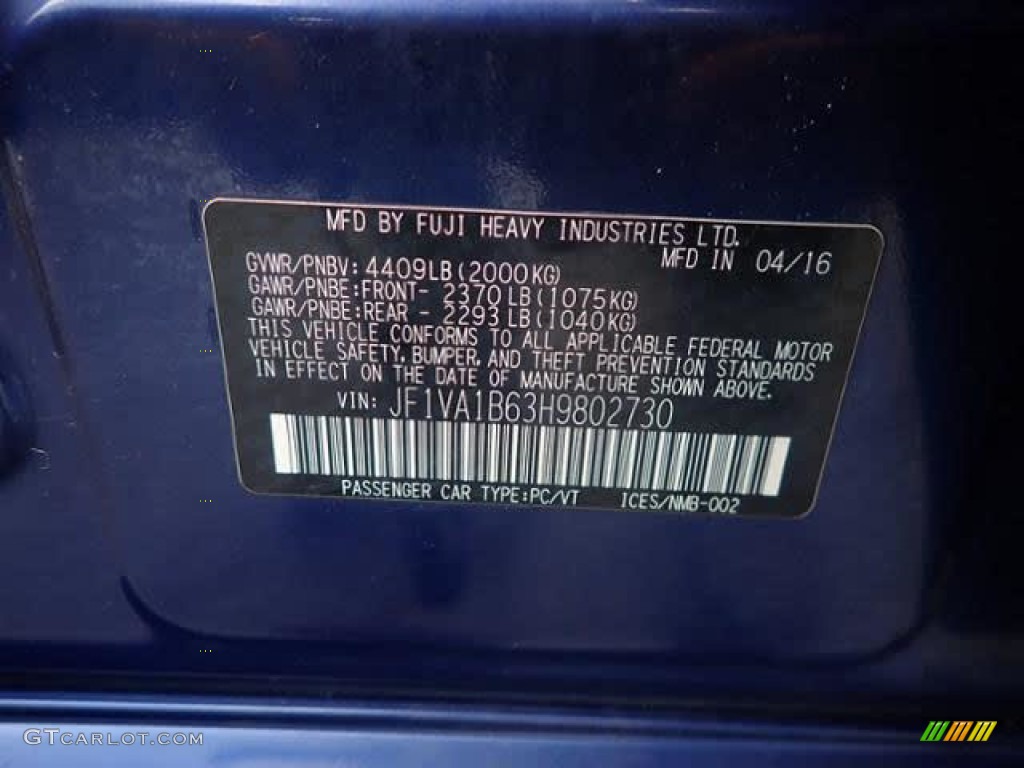 MFD BY FUJI HEAVY INDUSTRIES LTD.
MFD IN 04/16
GVWR/PNBV: 4409LB (2000KG)
GAWR/PNBE:FRONT- 2370 LB (1075KG)
GAWR/PNBE:REAR - 2293 LB (1040KG)
THIS VEHICLE CONFORMS TO ALL APPLICABLE FEDERAL MOTOR
VEHICLE SAFETY, BUMPER, AND THEFT PREVENTION STANDARDS
IN EFFECT ON THE DATE OF MANUFACTURE SHOWN ABOVE.
VIN: JF1VA1B63H9802730
PASSENGER CAR TYPE:PC/VT ICES/NMB-002
GTCARLOT.COM